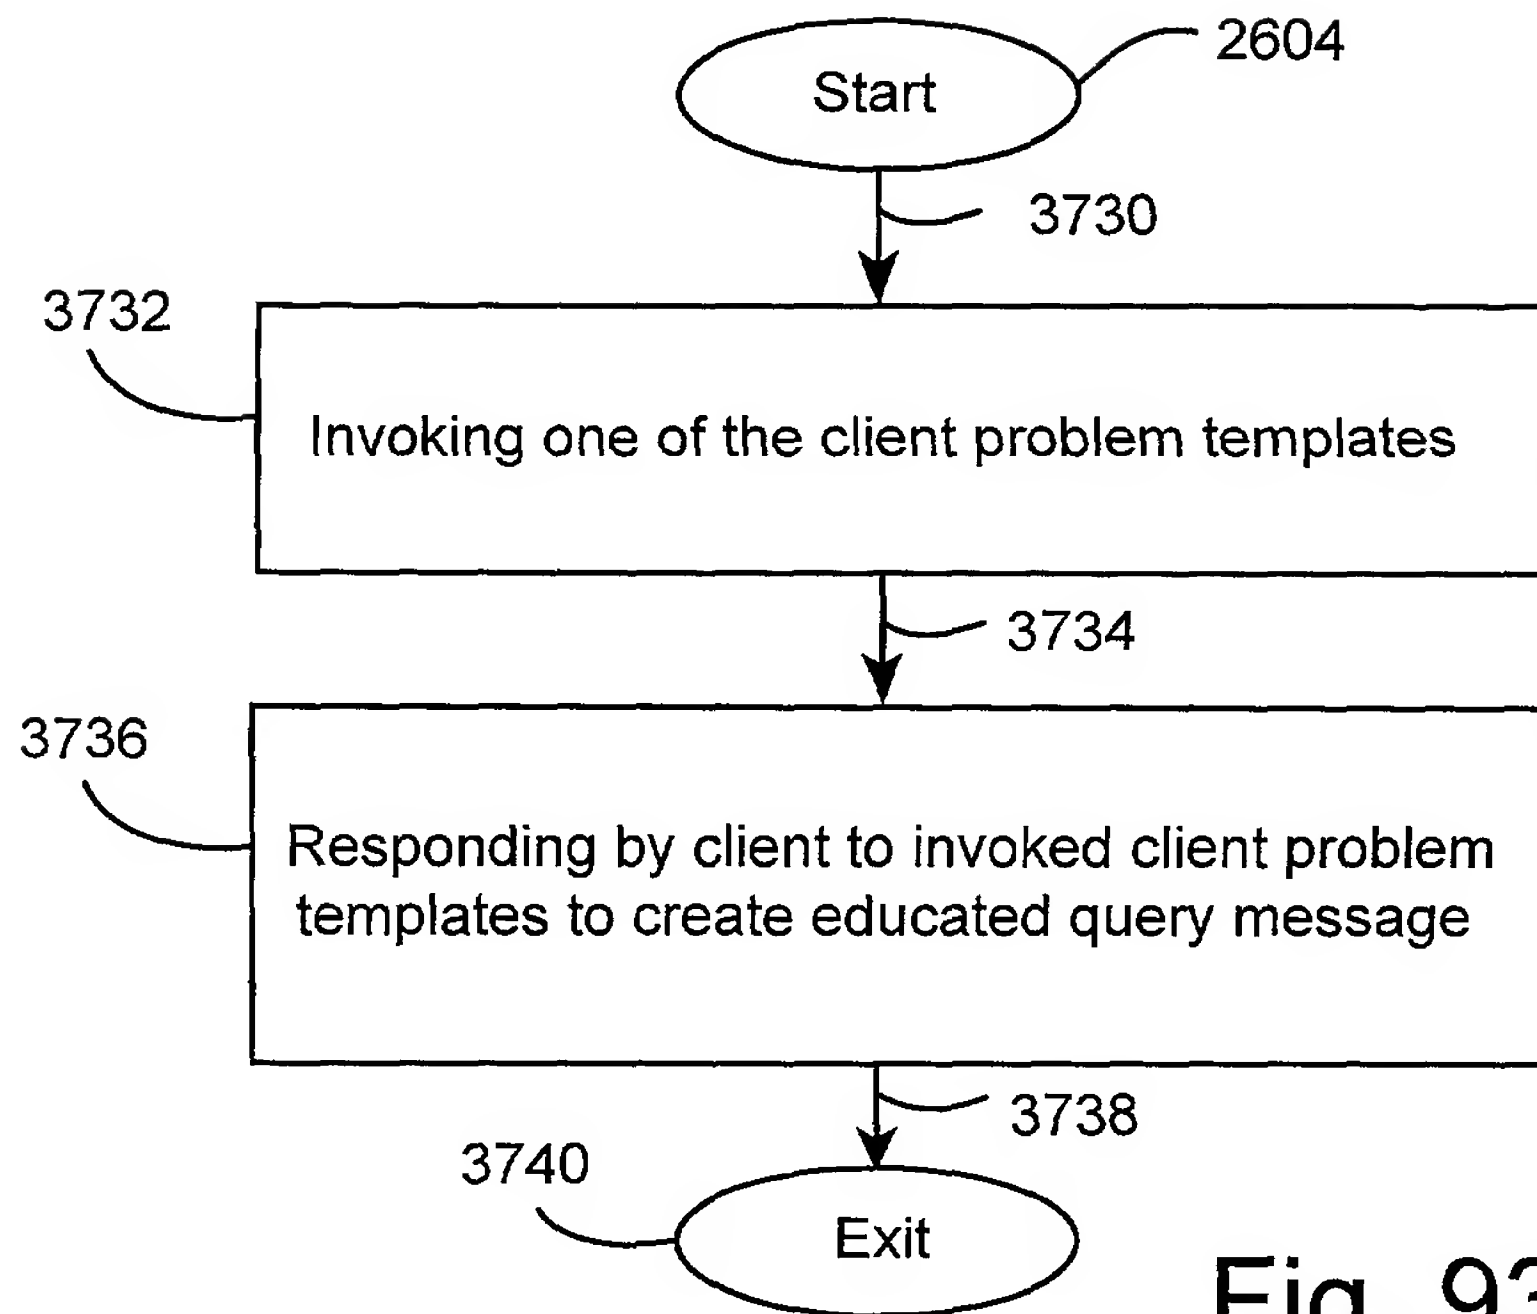 2604
Start
3730
3732
Invoking one of the client problem templates
3734
3736
Responding by client to invoked client problem
templates to create educated query message
3738
3740
Exit
Fig.